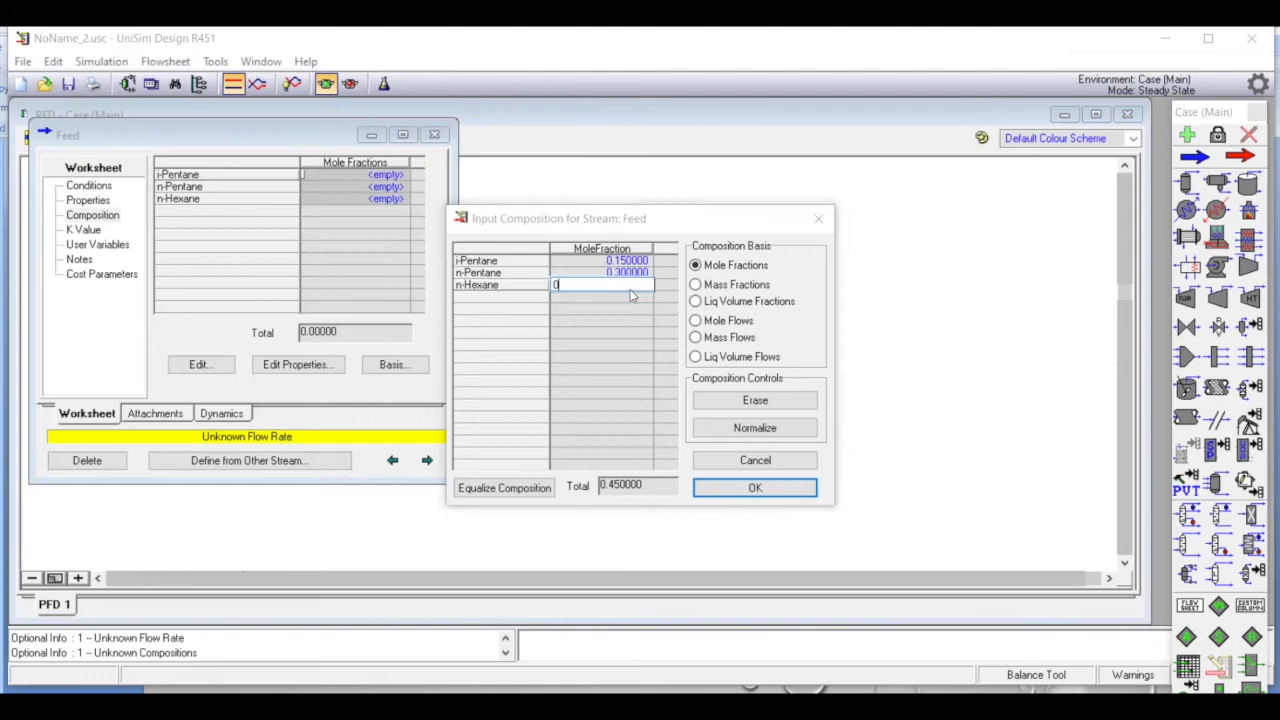 NoName_2.usc - UniSim Design R451
File Edit Simulation Flowsheet Tools Window Help
Environment: Case (Main)
Mode: Steady State
PFD - Case (Main)
Case (Main)
Default Colour Scheme
Feed
Worksheet
Conditions
Properties
Composition
K Value
User Variables
Notes
Cost Parameters
Mole Fractions
i-Pentane <empty>
n-Pentane <empty>
n-Hexane <empty>
Total 0.00000
Edit... Edit Properties... Basis...
Worksheet Attachments Dynamics
Unknown Flow Rate
Delete Define from Other Stream...
Input Composition for Stream: Feed
MoleFraction
i-Pentane 0.150000
n-Pentane 0.300000
n-Hexane 0
Equalize Composition Total 0.450000
Composition Basis
Mole Fractions
Mass Fractions
Liq Volume Fractions
Mole Flows
Mass Flows
Liq Volume Flows
Composition Controls
Erase
Normalize
Cancel
OK
HT
PVT
FLOW SHEET
CUSTOM COLUMN
PFD 1
Optional Info : 1 -- Unknown Flow Rate
Optional Info : 1 -- Unknown Compositions
Balance Tool Warnings